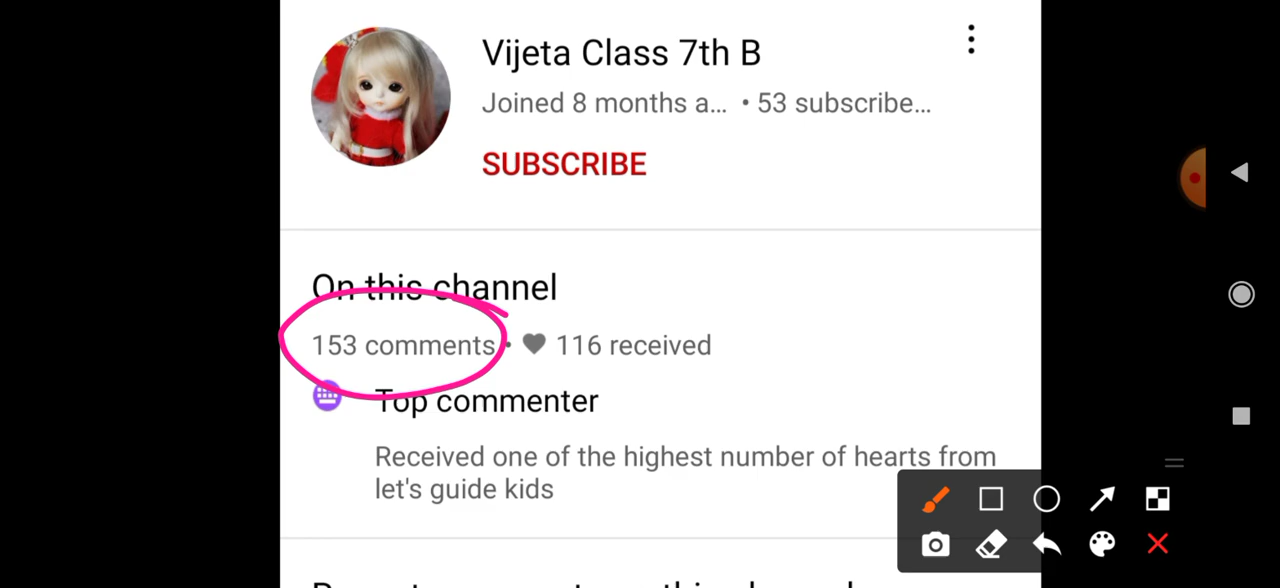 Vijeta Class 7th B
Joined 8 months a... • 53 subscribe...
SUBSCRIBE
On this channel
153 comments • 116 received
Top commenter
Received one of the highest number of hearts from
let's guide kids